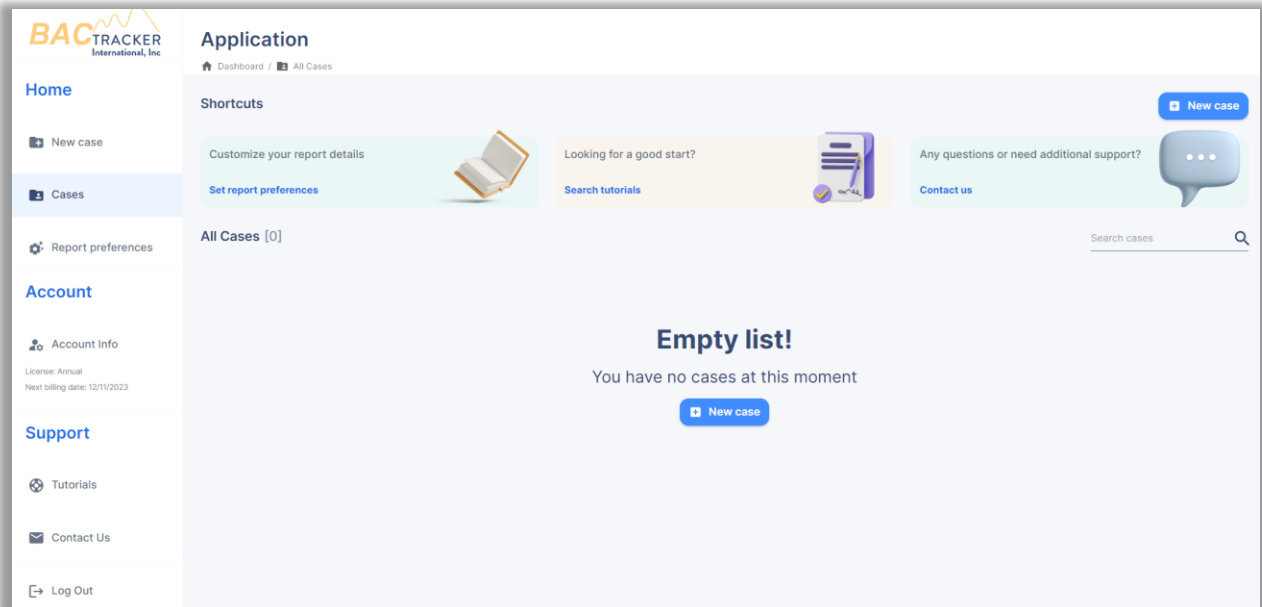 BACTRACKER
International, Inc
Home
New case
Cases
Report preferences
Account
Account Info
License: Annual
Next billing date: 12/11/2023
Support
Tutorials
Contact Us
Log Out
Application
Dashboard / All Cases
Shortcuts
New case
Customize your report details
Set report preferences
Looking for a good start?
Search tutorials
Any questions or need additional support?
Contact us
All Cases [0]
Search cases
Empty list!
You have no cases at this moment
New case